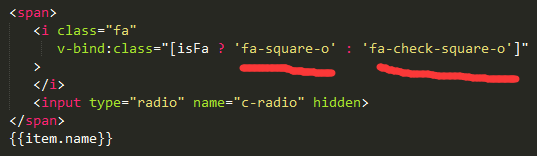 <span>
<i class="fa"
v-bind:class="[isFa ? 'fa-square-o' : 'fa-check-square-o']"
>
</i>
<input type="radio" name="c-radio" hidden>
</span>
{{item.name}}